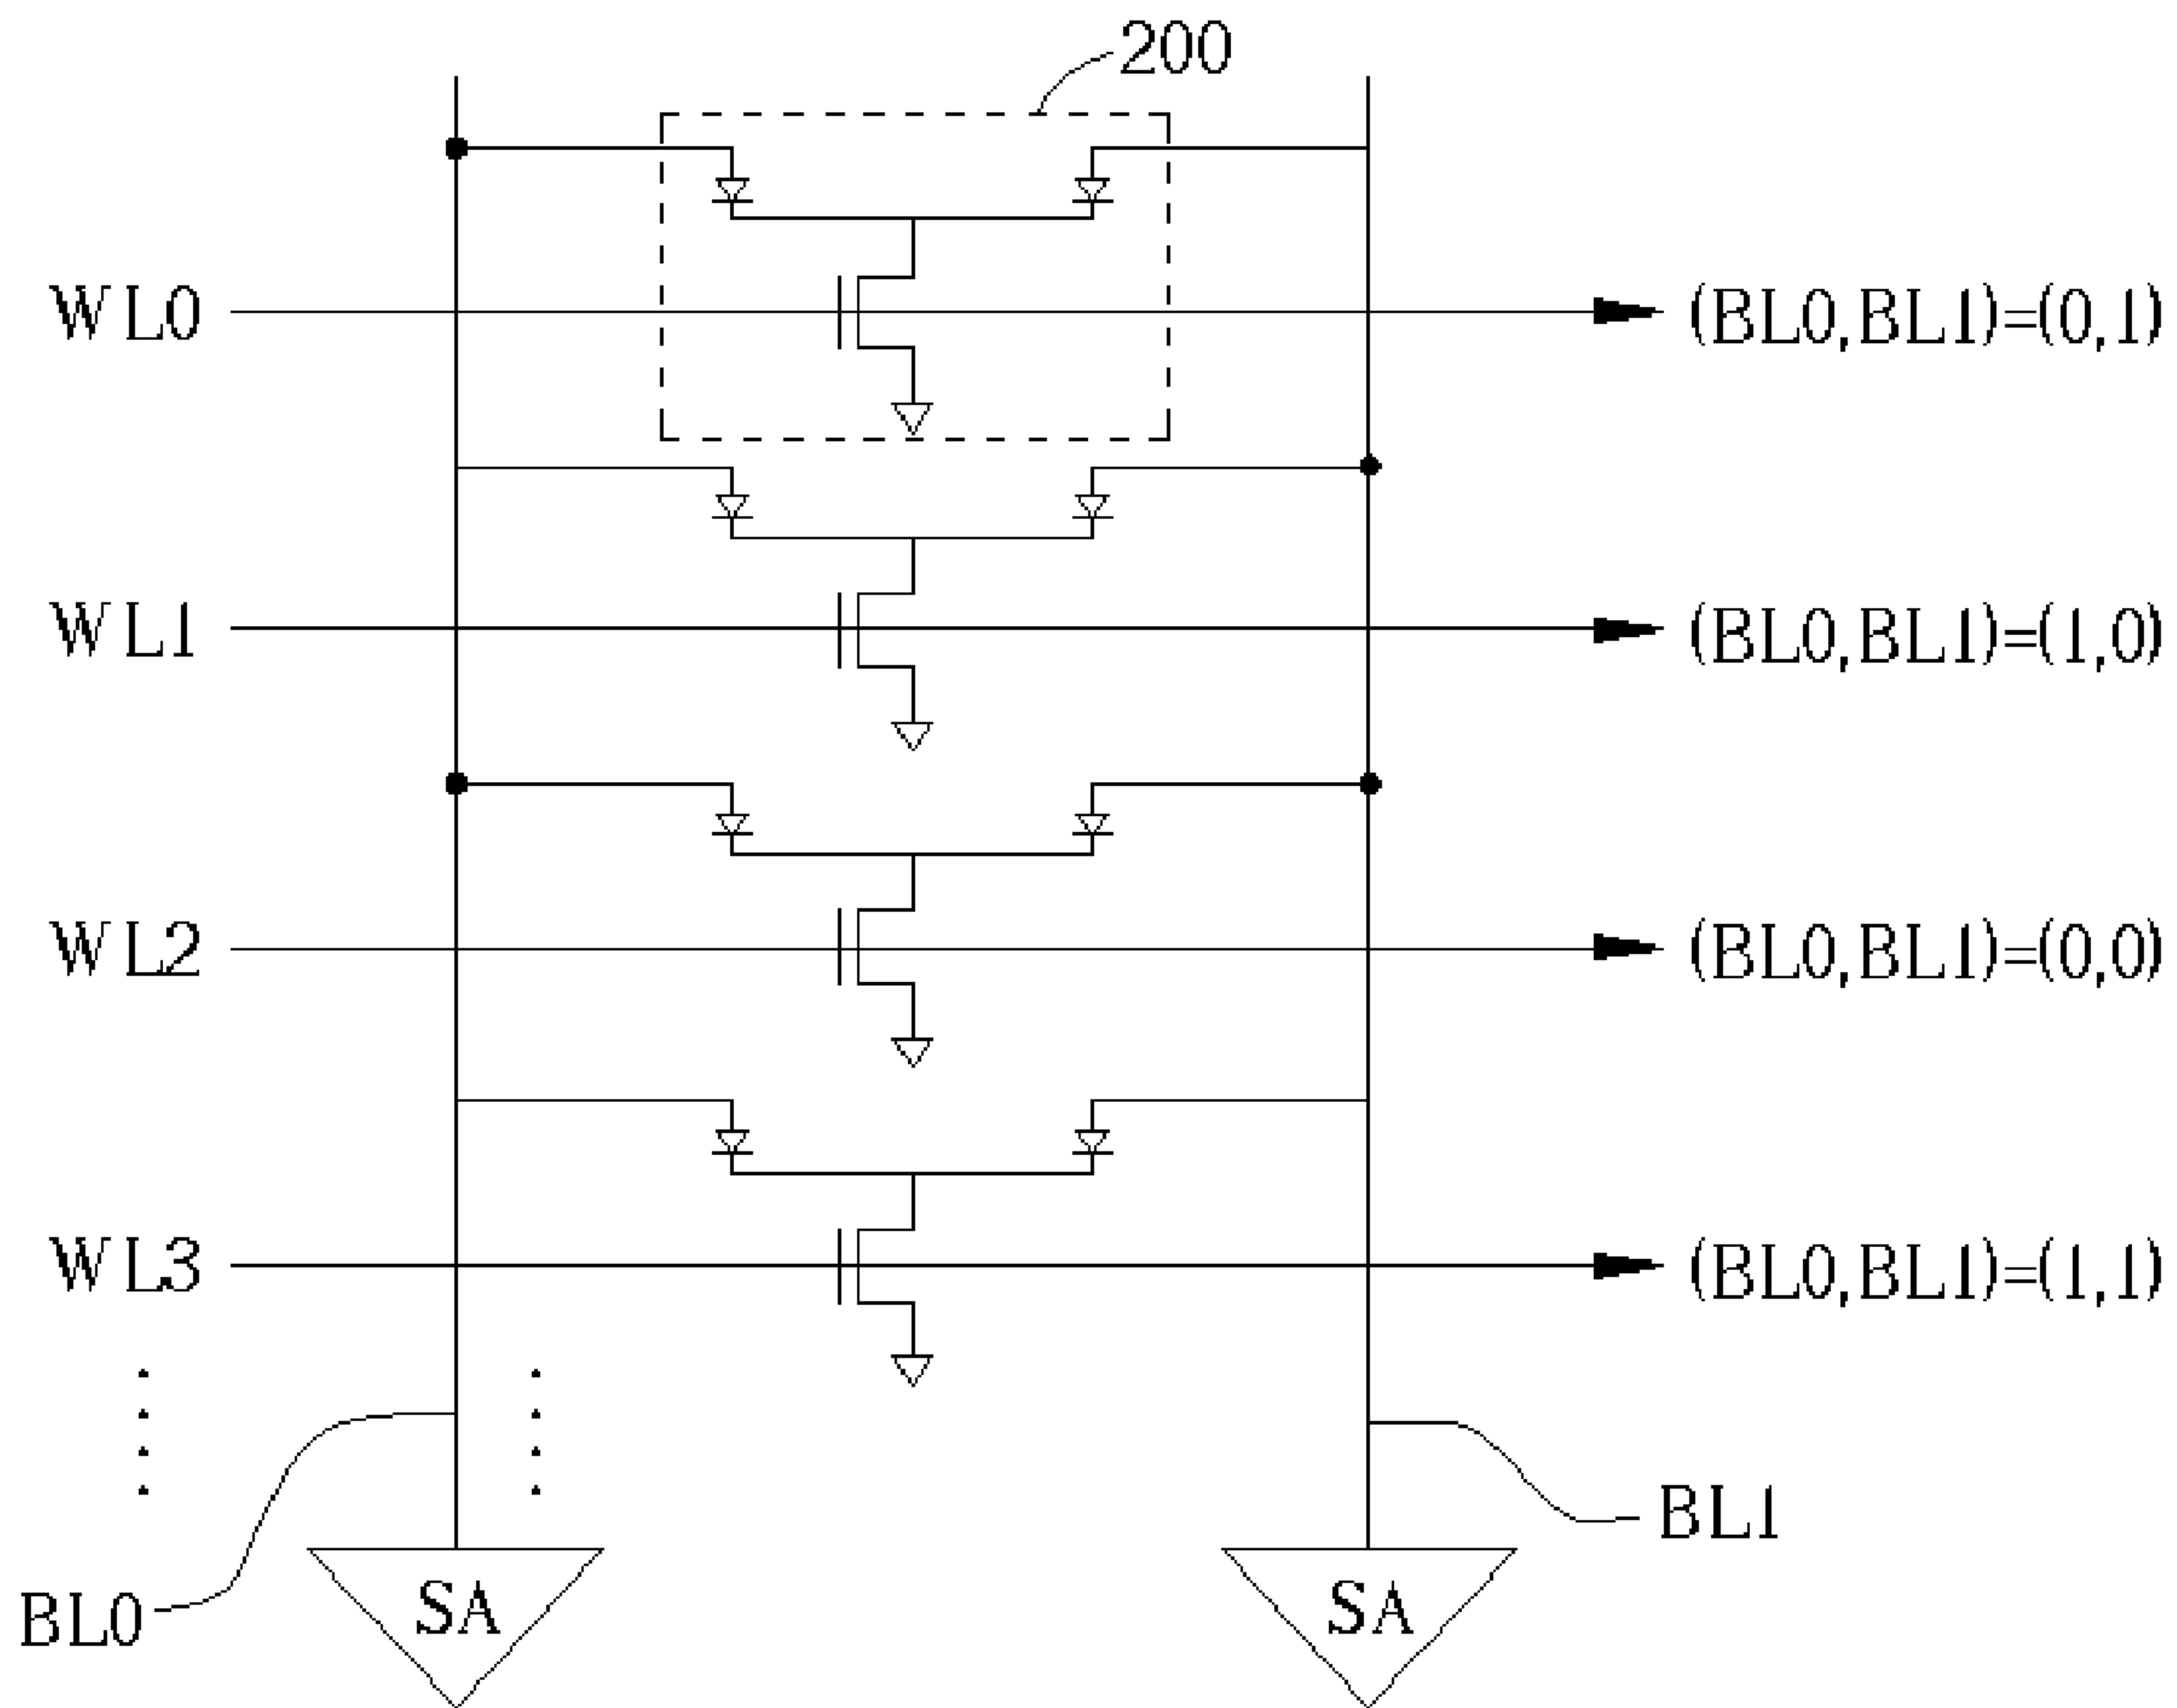 200
WL0 (BL0,BL1)=(0,1)
WL1 (BL0,BL1)=(1,0)
WL2 (BL0,BL1)=(0,0)
WL3 (BL0,BL1)=(1,1)
BL1
BL0 SA SA